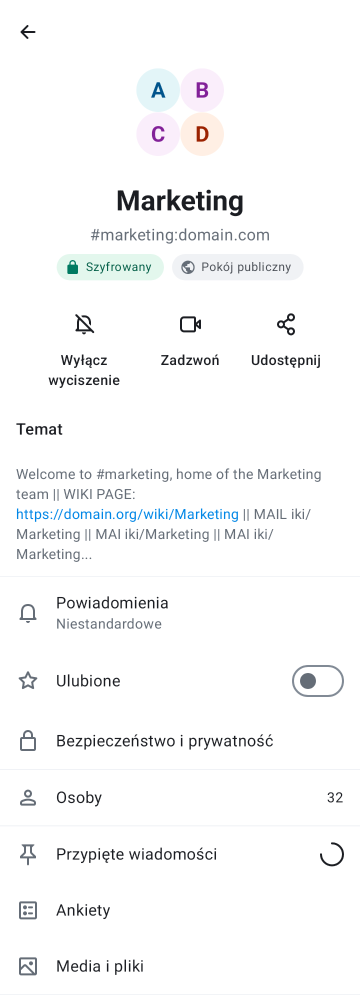 A B
C D
Marketing
#marketing:domain.com
Szyfrowany Pokój publiczny
Wyłącz wyciszenie
Zadzwoń
Udostępnij
Temat
Welcome to #marketing, home of the Marketing
team || WIKI PAGE:
https://domain.org/wiki/Marketing || MAIL iki/
Marketing || MAI iki/Marketing || MAI iki/
Marketing...
Powiadomienia
Niestandardowe
Ulubione
Bezpieczeństwo i prywatność
Osoby 32
Przypięte wiadomości
Ankiety
Media i pliki